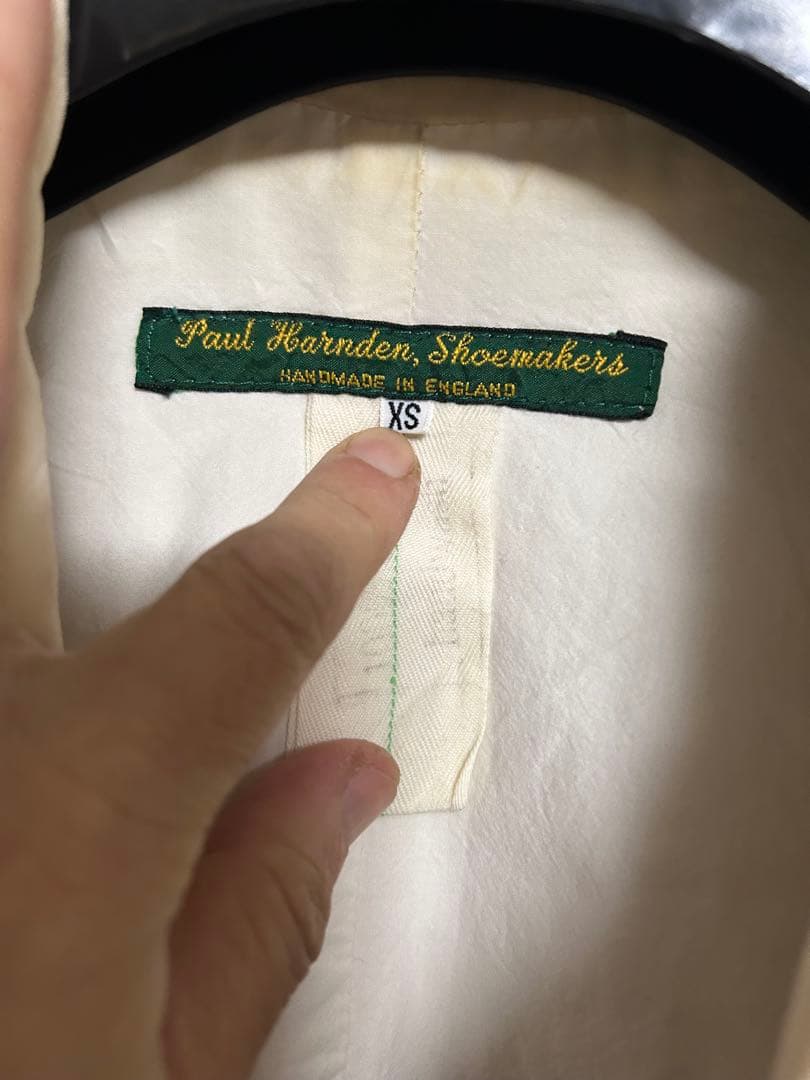 Paul Harnden, Shoemakers
HANDMADE IN ENGLAND
XS